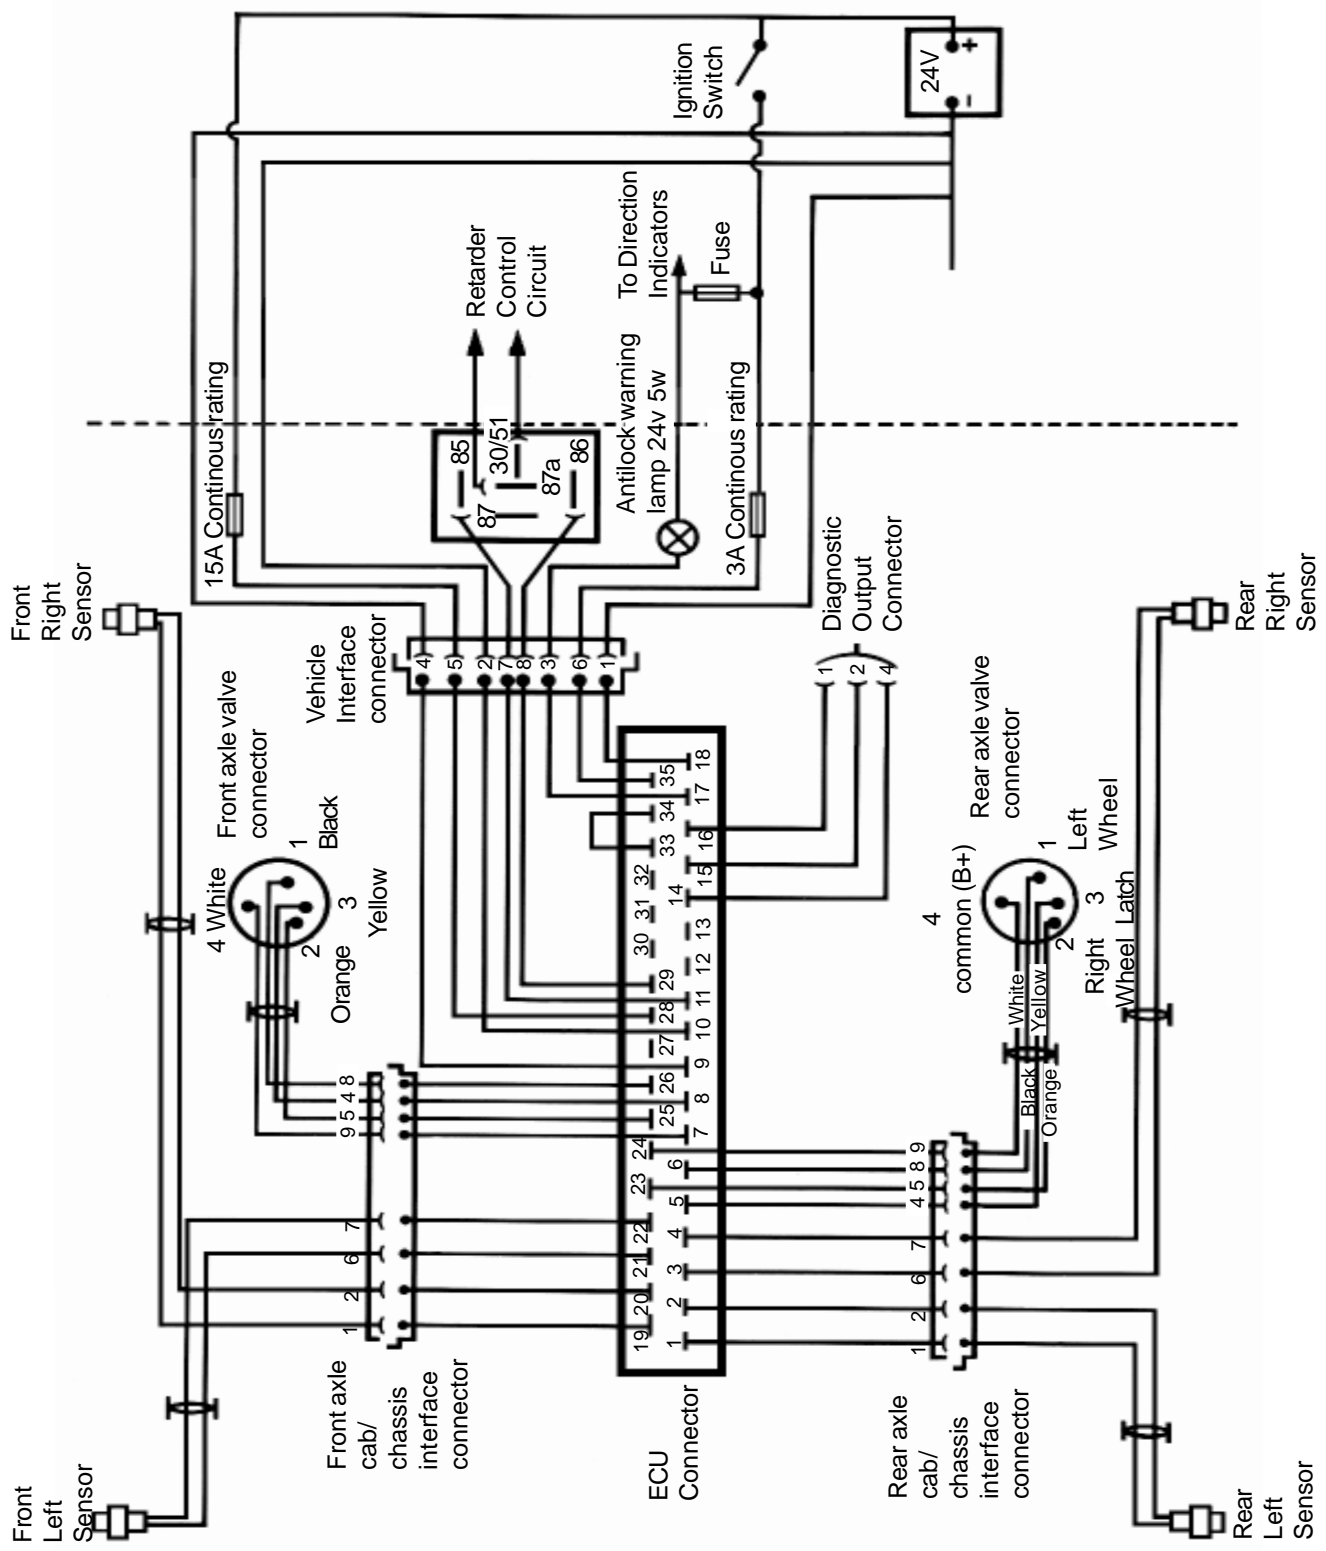 Front
Left
Sensor
Front
Right
Sensor
Front axle
cab/
chassis
interface
connector
1
2
6
7
9 5 4 8
4 White
Front axle valve
connector
1
Black
2
Orange
3
Yellow
Vehicle
Interface
connector
4
5
2
7
8
3
6
1
15A Continous rating
87
85
30/51
87a
86
Retarder
Control
Circuit
Antilock warning
lamp 24v 5w
To Direction
Indicators
Fuse
3A Continous rating
Ignition
Switch
24V
+
-
ECU
Connector
19
20
21
22
23
24
25
26
27
28
29
30
31
32
33
34
35
1
2
3
4
5
6
7
8
9
10
11
12
13
14
15
16
17
18
Diagnostic
Output
Connector
1
2
4
Rear axle
cab/
chassis
interface
connector
1
2
6
7
4 5 8 9
White
Yellow
Black
Orange
4
common (B+)
Rear axle valve
connector
1
Left
Wheel
2
Right
Wheel
3
Latch
Rear
Left
Sensor
Rear
Right
Sensor